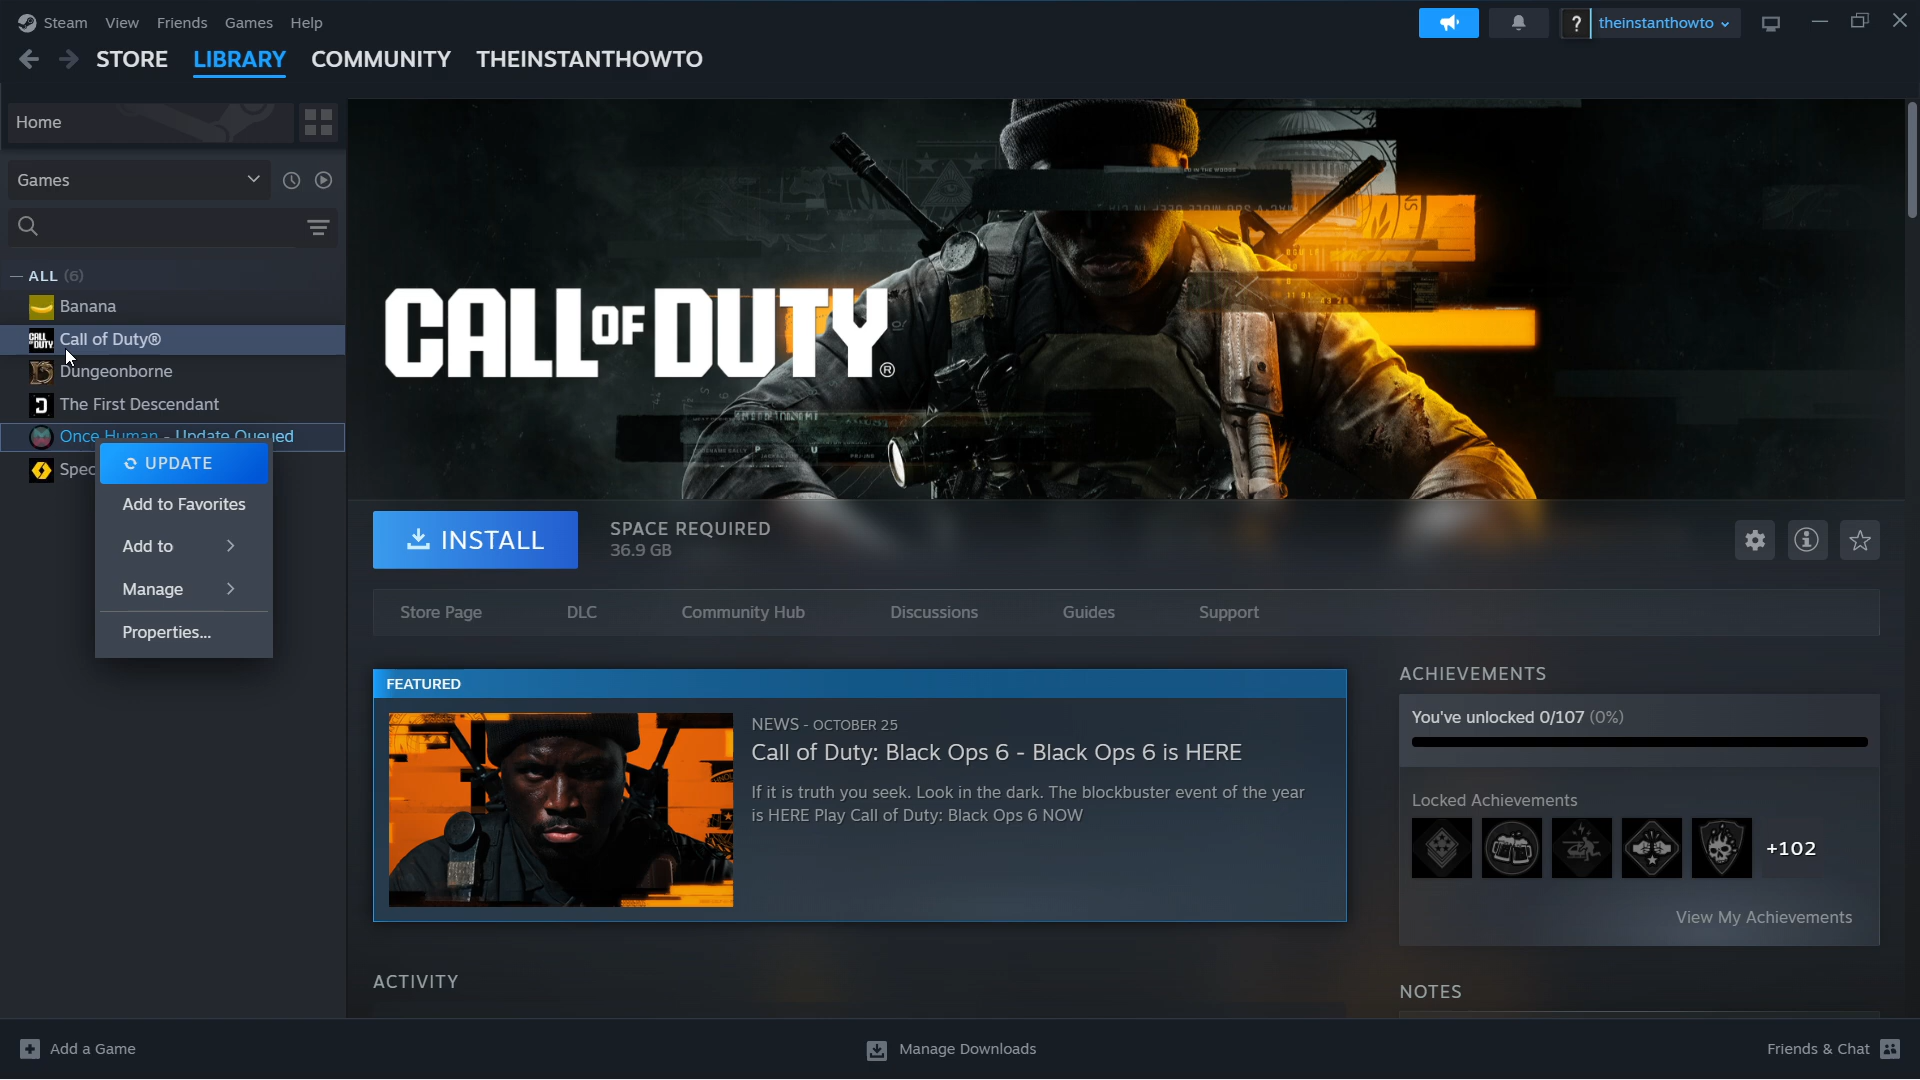 Steam View Friends Games Help
? theinstanthowto
STORE LIBRARY COMMUNITY THEINSTANTHOWTO
Home
Games
— ALL (6)
Banana
CALL OF DUTY Call of Duty®
Dungeonborne
The First Descendant
Once Human - Update Queued
Spec
UPDATE
Add to Favorites
Add to
Manage
Properties...
CALL OF DUTY®
INSTALL
SPACE REQUIRED
36.9 GB
Store Page DLC Community Hub Discussions Guides Support
FEATURED
NEWS - OCTOBER 25
Call of Duty: Black Ops 6 - Black Ops 6 is HERE
If it is truth you seek. Look in the dark. The blockbuster event of the year
is HERE Play Call of Duty: Black Ops 6 NOW
ACHIEVEMENTS
You've unlocked 0/107 (0%)
Locked Achievements
+102
View My Achievements
ACTIVITY
NOTES
Add a Game
Manage Downloads
Friends & Chat